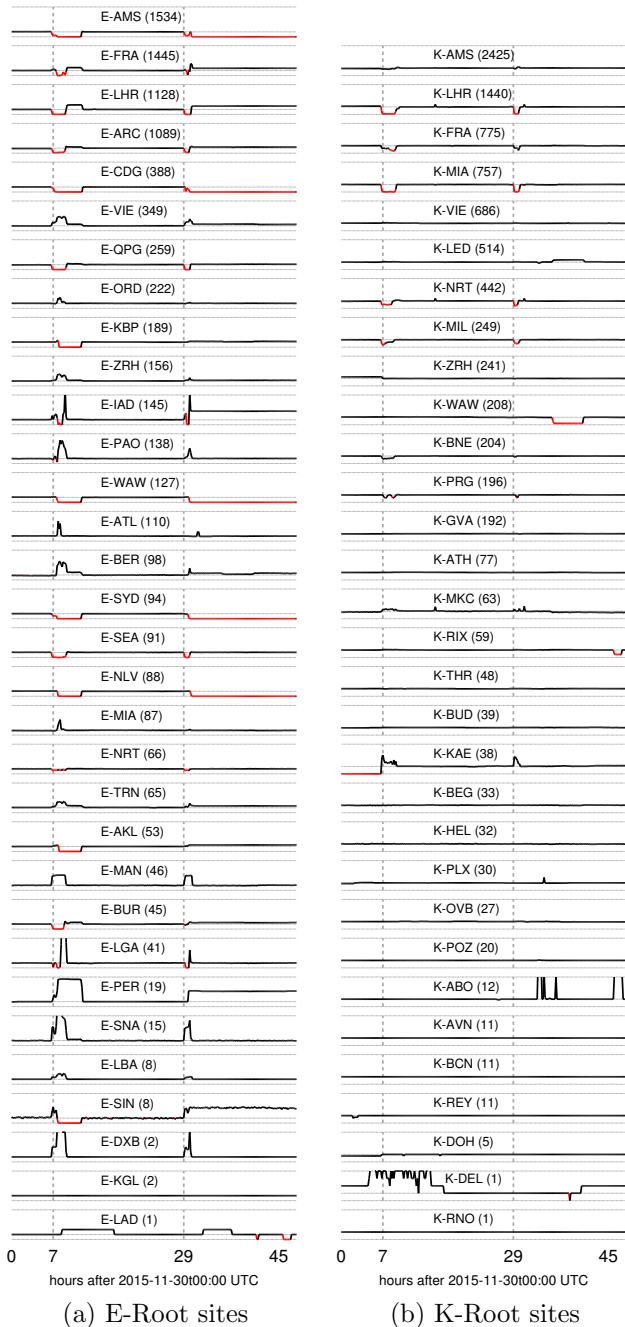 E-AMS (1534)
E-FRA (1445)
E-LHR (1128)
E-ARC (1089)
E-CDG (388)
E-VIE (349)
E-QPG (259)
E-ORD (222)
E-KBP (189)
E-ZRH (156)
E-IAD (145)
E-PAO (138)
E-WAW (127)
E-ATL (110)
E-BER (98)
E-SYD (94)
E-SEA (91)
E-NLV (88)
E-MIA (87)
E-NRT (66)
E-TRN (65)
E-AKL (53)
E-MAN (46)
E-BUR (45)
E-LGA (41)
E-PER (19)
E-SNA (15)
E-LBA (8)
E-SIN (8)
E-DXB (2)
E-KGL (2)
E-LAD (1)
0 7 29 45
hours after 2015-11-30t00:00 UTC
(a) E-Root sites
K-AMS (2425)
K-LHR (1440)
K-FRA (775)
K-MIA (757)
K-VIE (686)
K-LED (514)
K-NRT (442)
K-MIL (249)
K-ZRH (241)
K-WAW (208)
K-BNE (204)
K-PRG (196)
K-GVA (192)
K-ATH (77)
K-MKC (63)
K-RIX (59)
K-THR (48)
K-BUD (39)
K-KAE (38)
K-BEG (33)
K-HEL (32)
K-PLX (30)
K-OVB (27)
K-POZ (20)
K-ABO (12)
K-AVN (11)
K-BCN (11)
K-REY (11)
K-DOH (5)
K-DEL (1)
K-RNO (1)
0 7 29 45
hours after 2015-11-30t00:00 UTC
(b) K-Root sites